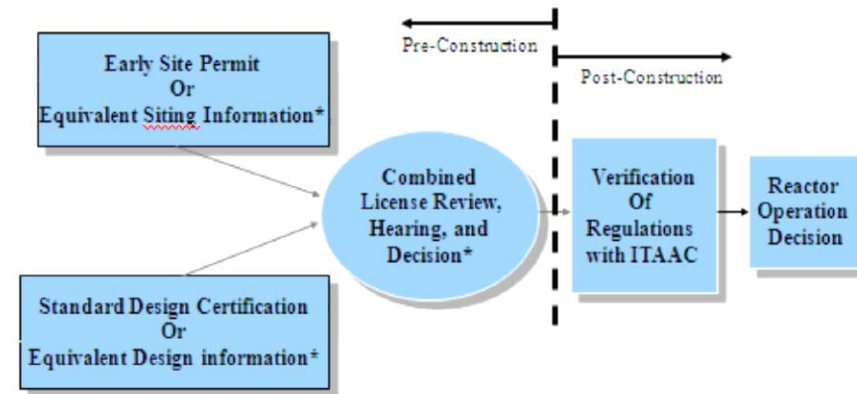 Early Site Permit
Or
Equivalent Siting Information*
Pre-Construction
Post-Construction
Combined
License Review,
Hearing, and
Decision*
Verification
Of
Regulations
with ITAAC
Reactor
Operation
Decision
Standard Design Certification
Or
Equivalent Design information*